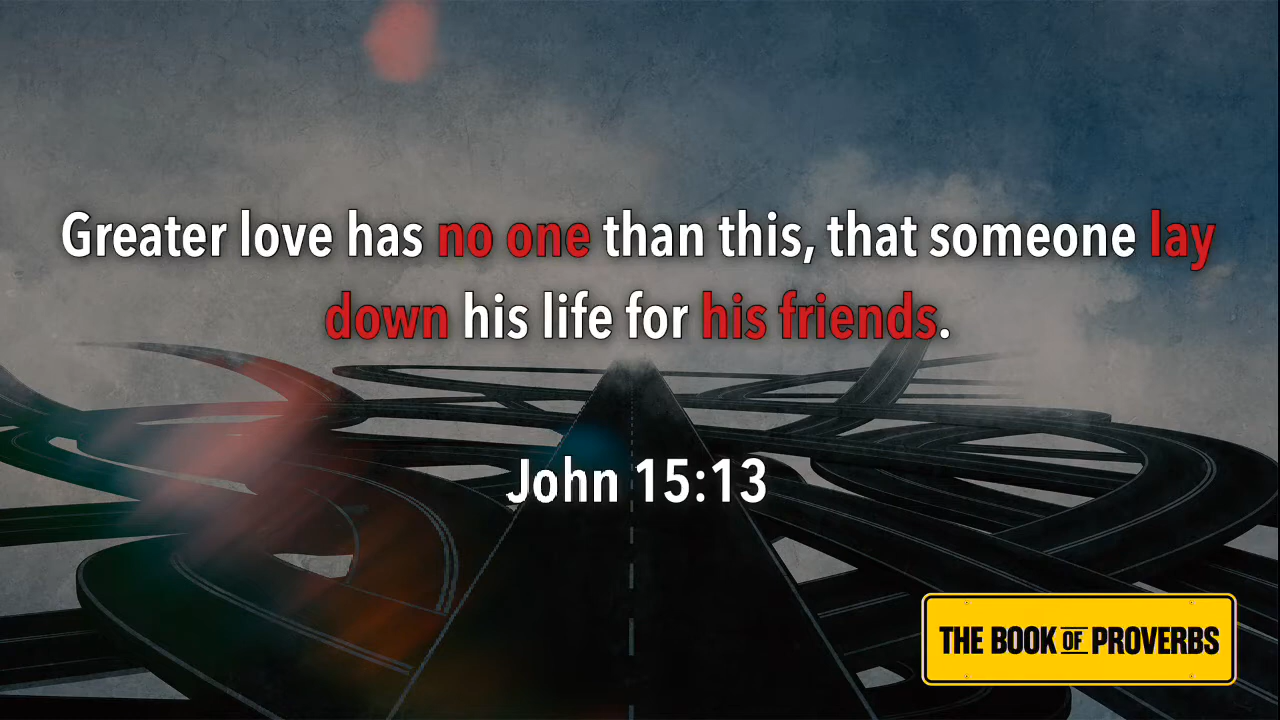 Greater love has no one than this, that someone lay
down his life for his friends.
John 15:13
THE BOOK OF PROVERBS